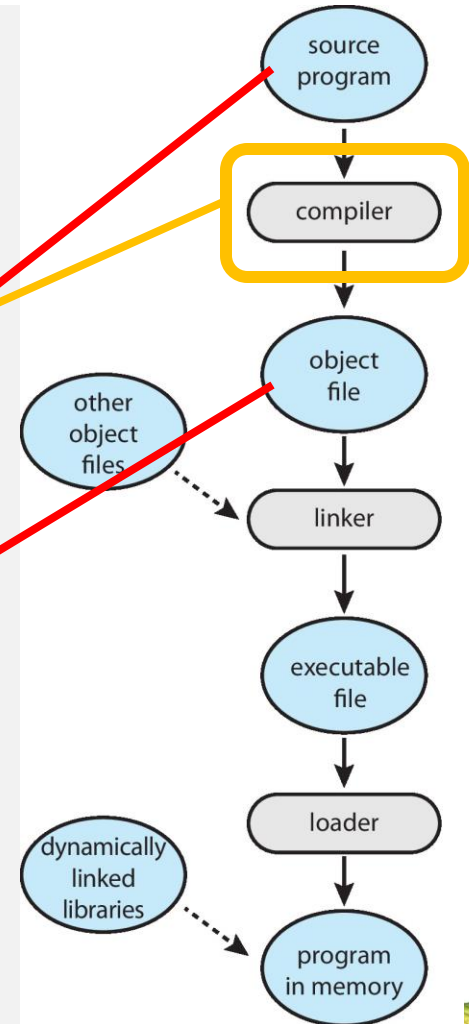 source
program
compiler
object
file
other
object
files
linker
executable
file
loader
dynamically
linked
libraries
program
in memory